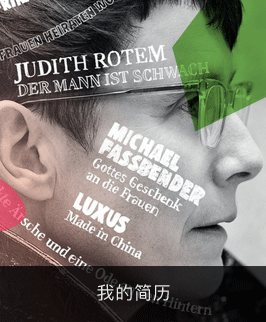 FRAUEN HEIRATEN
JUDITH ROTEM
DER MANN IST SCHWACH
MICHAEL
FASSBENDER
Gottes Geschenk
an die Frauen
LUXUS
Made in China
sche und eine Ode
Hintern
我的简历